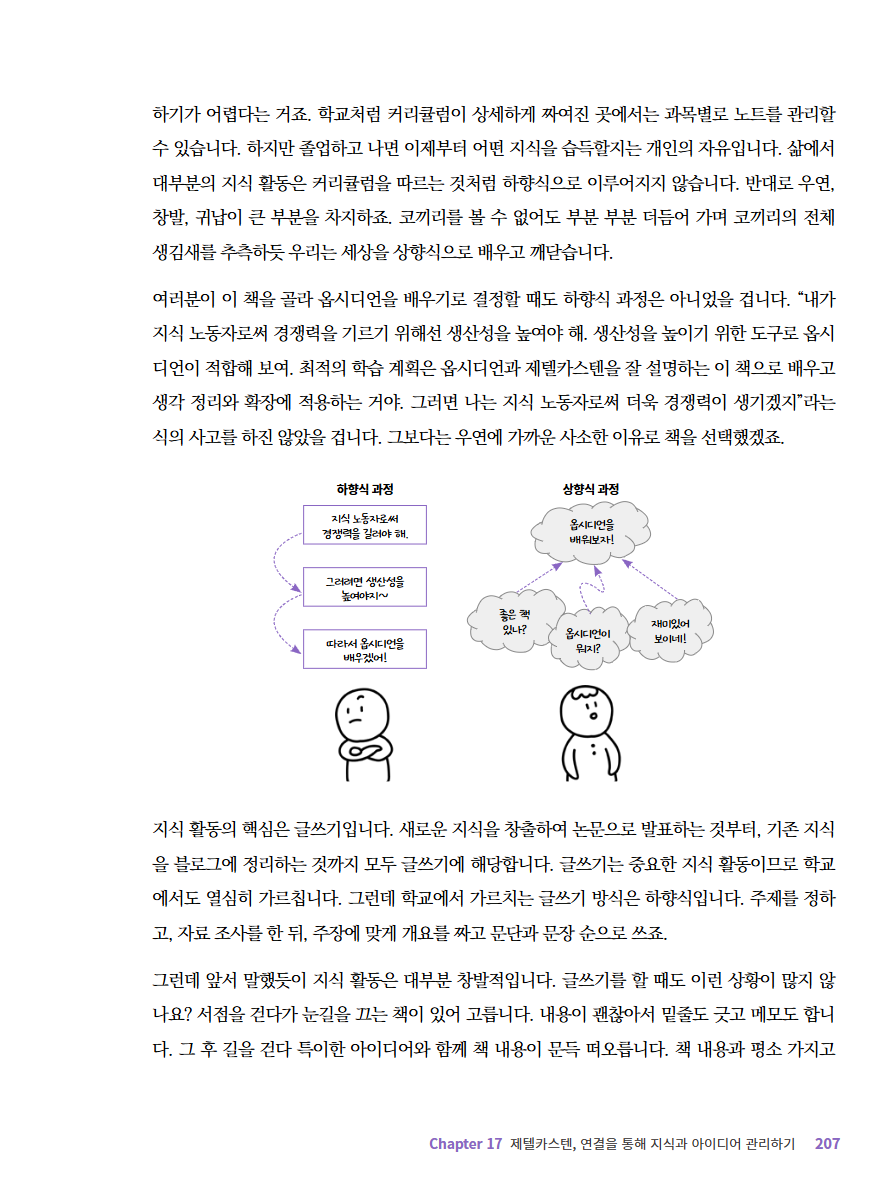 하기가 어렵다는 거죠. 학교처럼 커리큘럼이 상세하게 짜여진 곳에서는 과목별로 노트를 관리할
수 있습니다. 하지만 졸업하고 나면 이제부터 어떤 지식을 습득할지는 개인의 자유입니다. 삶에서
대부분의 지식 활동은 커리큘럼을 따르는 것처럼 하향식으로 이루어지지 않습니다. 반대로 우연,
창발, 귀납이 큰 부분을 차지하죠. 코끼리를 볼 수 없어도 부분 부분 더듬어 가며 코끼리의 전체
생김새를 추측하듯 우리는 세상을 상향식으로 배우고 깨닫습니다.
여러분이 이 책을 골라 옵시디언을 배우기로 결정할 때도 하향식 과정은 아니었을 겁니다. “내가
지식 노동자로써 경쟁력을 기르기 위해선 생산성을 높여야 해. 생산성을 높이기 위한 도구로 옵시
디언이 적합해 보여. 최적의 학습 계획은 옵시디언과 제텔카스텐을 잘 설명하는 이 책으로 배우고
생각 정리와 확장에 적용하는 거야. 그러면 나는 지식 노동자로써 더욱 경쟁력이 생기겠지”라는
식의 사고를 하진 않았을 겁니다. 그보다는 우연에 가까운 사소한 이유로 책을 선택했겠죠.
하향식 과정
지식 노동자로써
경쟁력을 길러야 해.
그러려면 생산성을
높여야지~
따라서 옵시디언을
배우겠어!
상향식 과정
옵시디언을
배워보자!
좋은 책
있나?
옵시디언이
뭐지?
재미있어
보이네!
지식 활동의 핵심은 글쓰기입니다. 새로운 지식을 창출하여 논문으로 발표하는 것부터, 기존 지식
을 블로그에 정리하는 것까지 모두 글쓰기에 해당합니다. 글쓰기는 중요한 지식 활동이므로 학교
에서도 열심히 가르칩니다. 그런데 학교에서 가르치는 글쓰기 방식은 하향식입니다. 주제를 정하
고, 자료 조사를 한 뒤, 주장에 맞게 개요를 짜고 문단과 문장 순으로 쓰죠.
그런데 앞서 말했듯이 지식 활동은 대부분 창발적입니다. 글쓰기를 할 때도 이런 상황이 많지 않
나요? 서점을 걷다가 눈길을 끄는 책이 있어 고릅니다. 내용이 괜찮아서 밑줄도 긋고 메모도 합니
다. 그 후 길을 걷다 특이한 아이디어와 함께 책 내용이 문득 떠오릅니다. 책 내용과 평소 가지고
Chapter 17 제텔카스텐, 연결을 통해 지식과 아이디어 관리하기 207